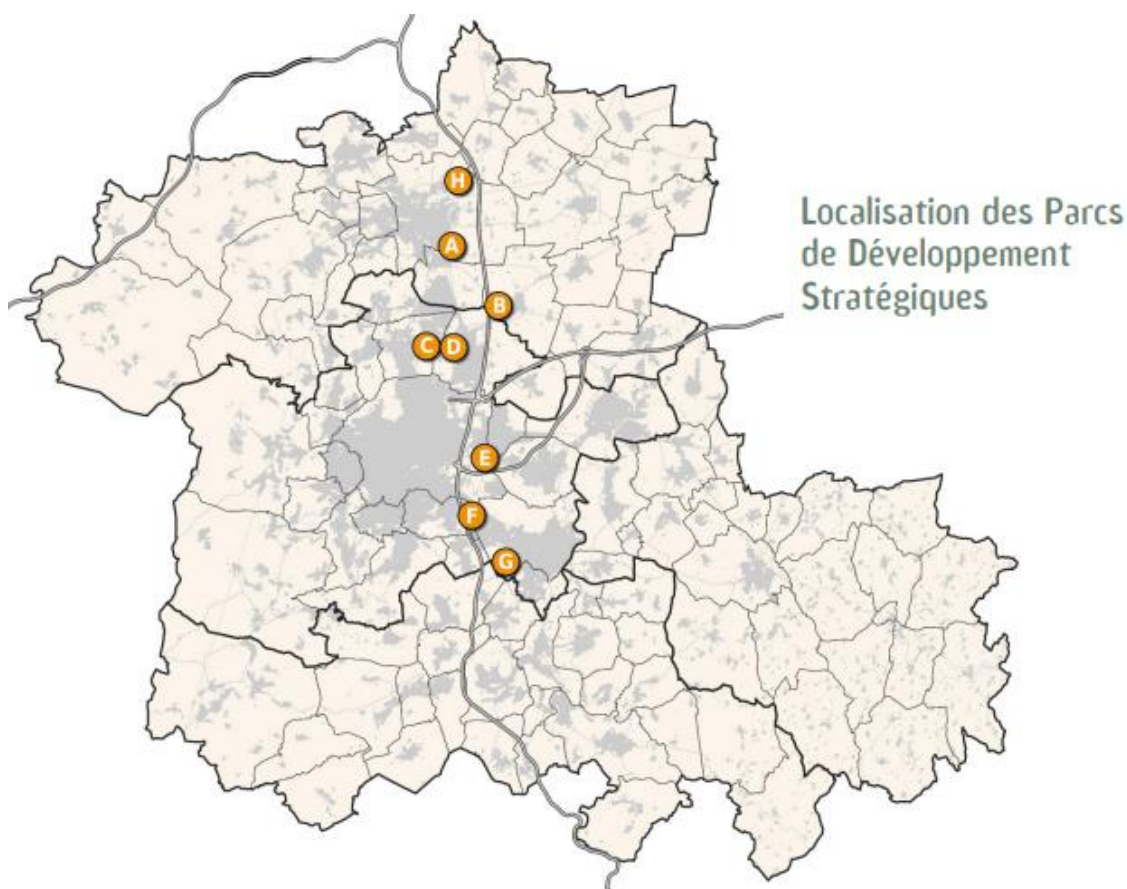 H
Localisation des Parcs
de Développement
Stratégiques
A
B
C D
E
F
G